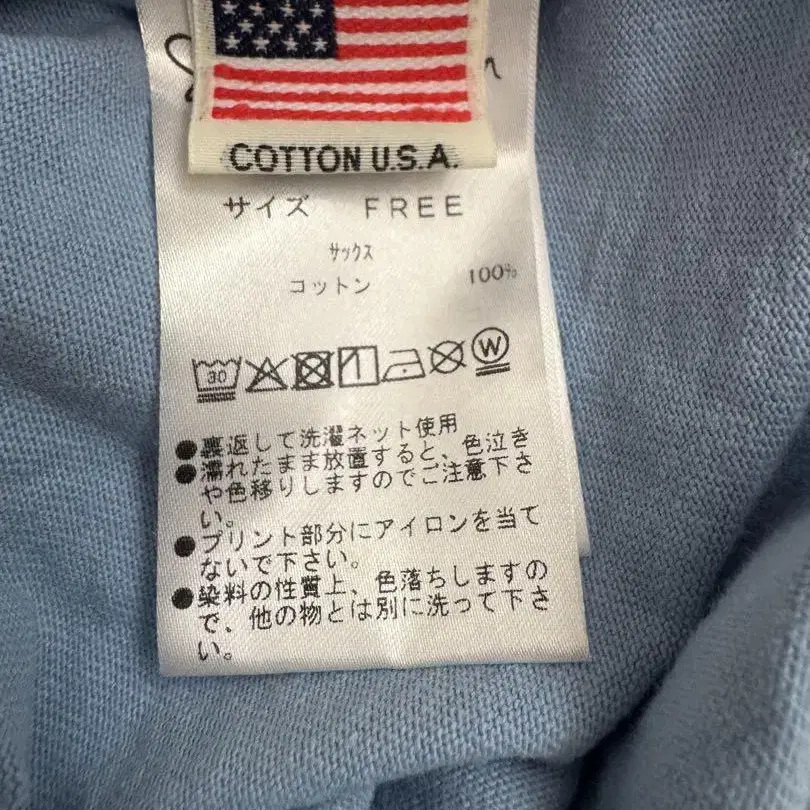 COTTON U.S.A.
サイズ FREE
サックス
コットン 100%
30
W
●裏返して洗濯ネット使用
●濡れたまま放置すると、色泣き
や色移りしますのでご注意下さ
い。
●プリント部分にアイロンを当て
ないで下さい。
●染料の性質上、色落ちしますの
で、他の物とは別に洗って下さ
い。